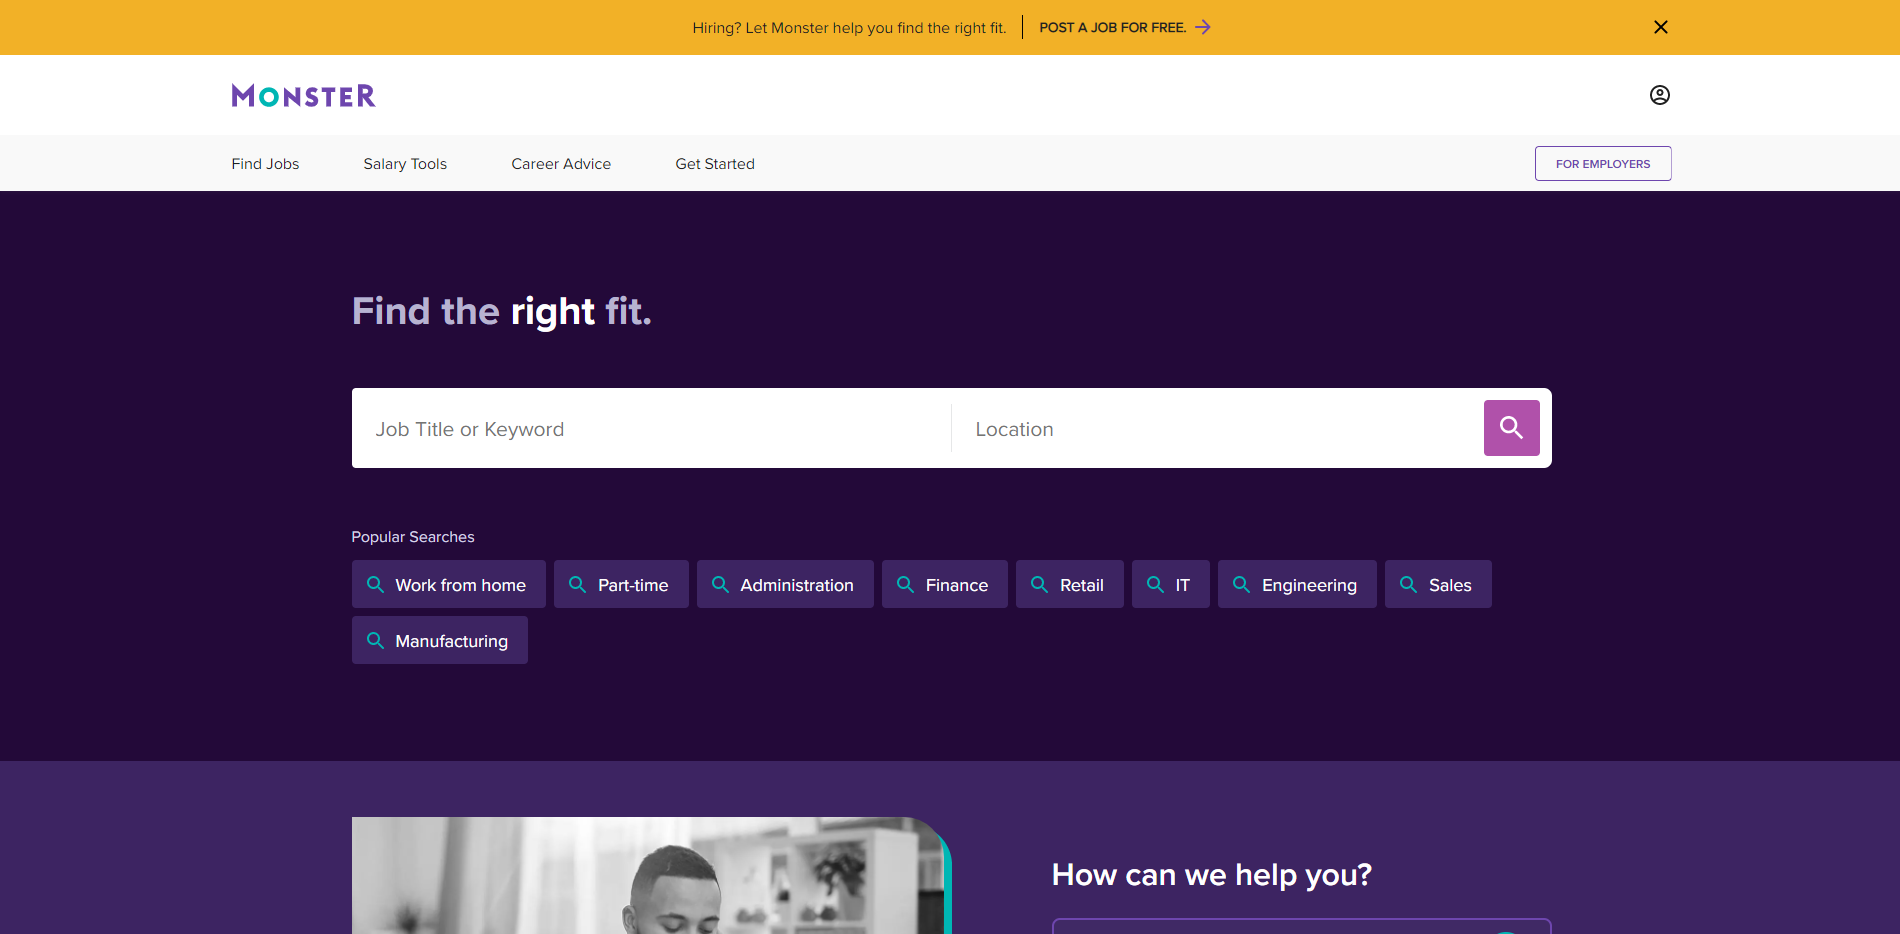 Hiring? Let Monster help you find the right fit.
POST A JOB FOR FREE.
MONSTER
Find Jobs
Salary Tools
Career Advice
Get Started
FOR EMPLOYERS
Find the right fit.
Job Title or Keyword
Location
Popular Searches
Work from home
Part-time
Administration
Finance
Retail
IT
Engineering
Sales
Manufacturing
How can we help you?